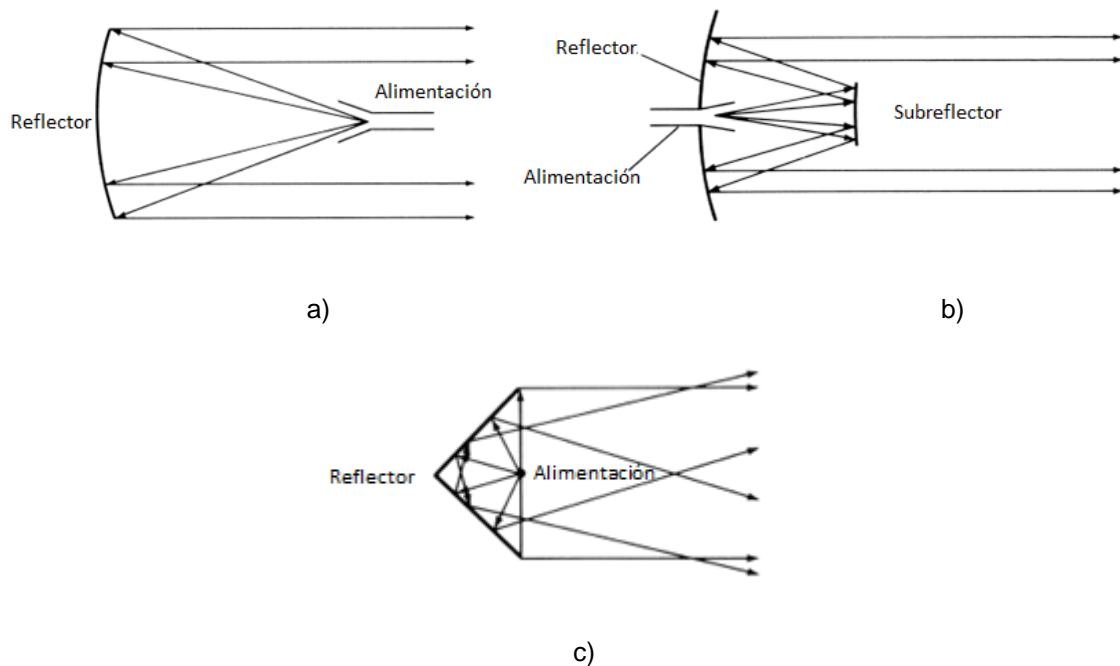 Alimentación
Reflector
a)
Reflector
Subreflector
Alimentación
b)
Reflector
Alimentación
c)